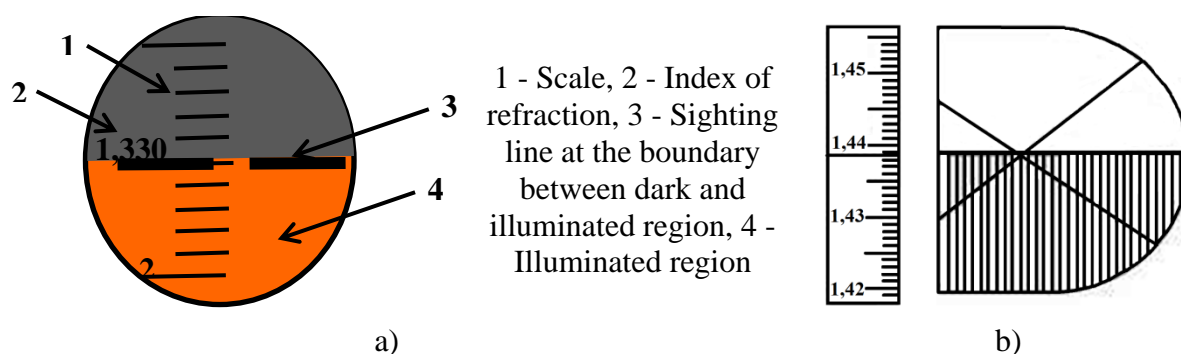 1
2
3
1,330
4
2
1 - Scale, 2 - Index of
refraction, 3 - Sighting
line at the boundary
between dark and
illuminated region, 4 -
Illuminated region
1,45
1,44
1,43
1,42
a)
b)